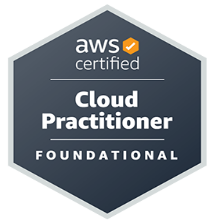 aws
certified
Cloud
Practitioner
FOUNDATIONAL